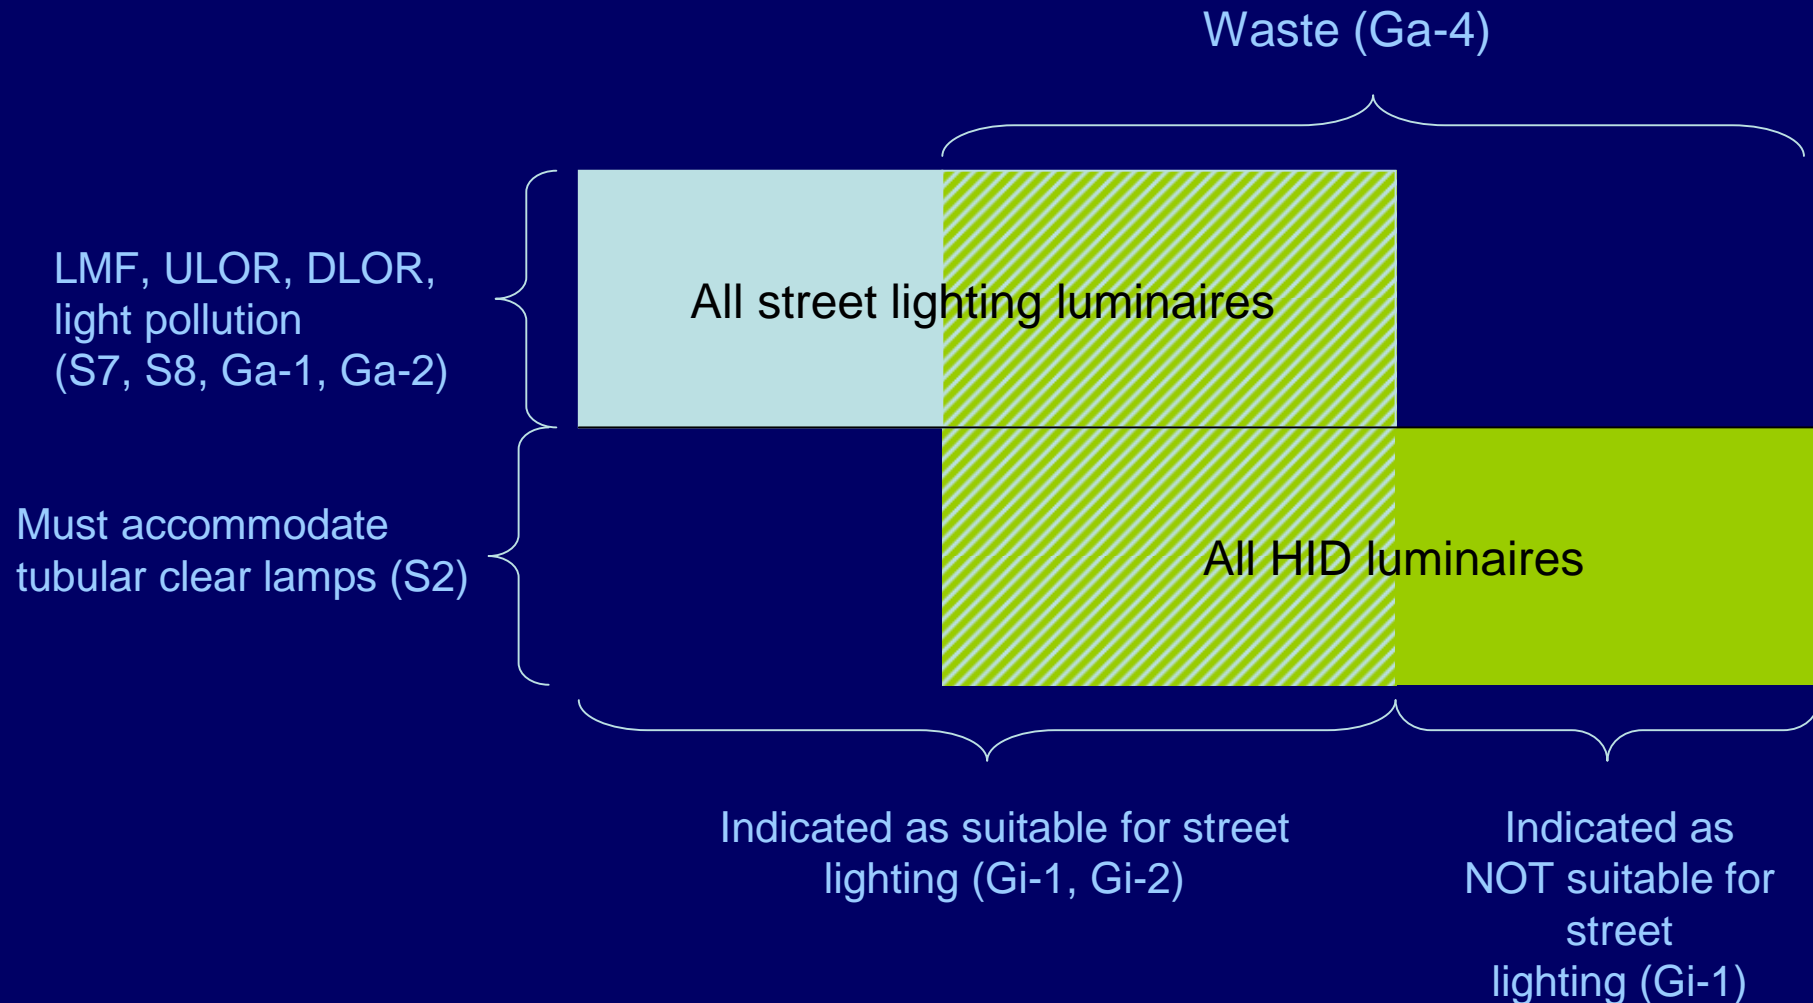 Waste (Ga-4)
LMF, ULOR, DLOR,
light pollution
(S7, S8, Ga-1, Ga-2)
All street lighting luminaires
Must accommodate
tubular clear lamps (S2)
All HID luminaires
Indicated as suitable for street
lighting (Gi-1, Gi-2)
Indicated as
NOT suitable for
street
lighting (Gi-1)